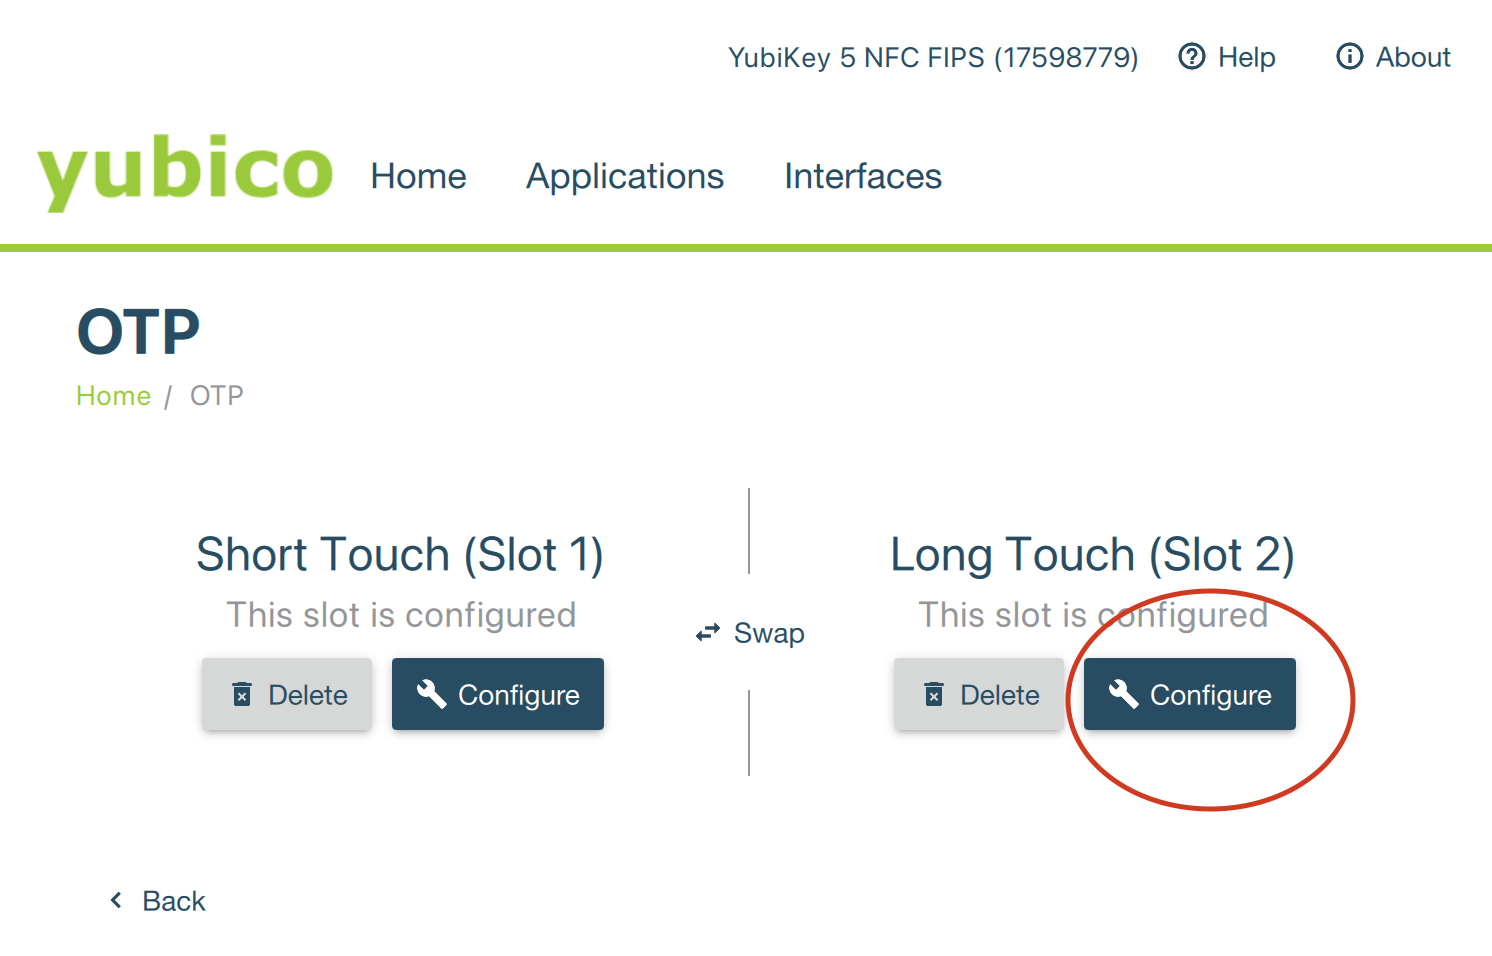 YubiKey 5 NFC FIPS (17598779) Help About
yubico Home Applications Interfaces
OTP
Home / OTP
Short Touch (Slot 1)
This slot is configured
Delete Configure
Swap
Long Touch (Slot 2)
This slot is configured
Delete Configure
Back